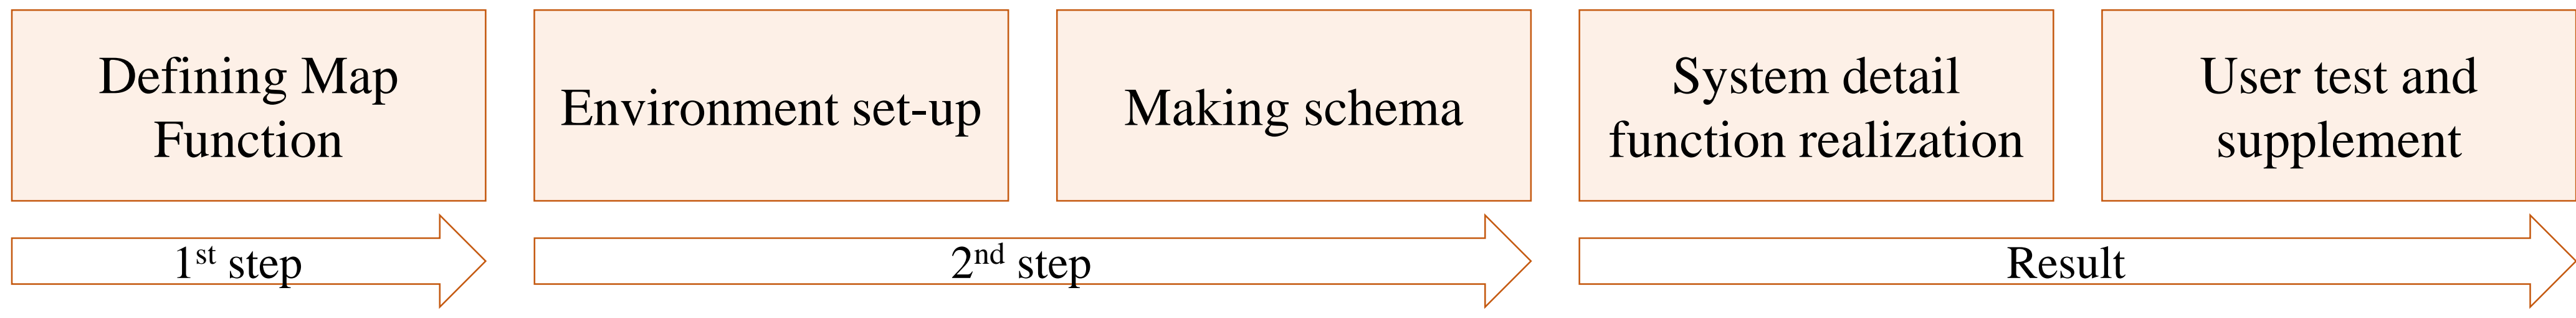 Defining Map
Function
Environment set-up
Making schema
System detail
function realization
User test and
supplement
1st step
2nd step
Result